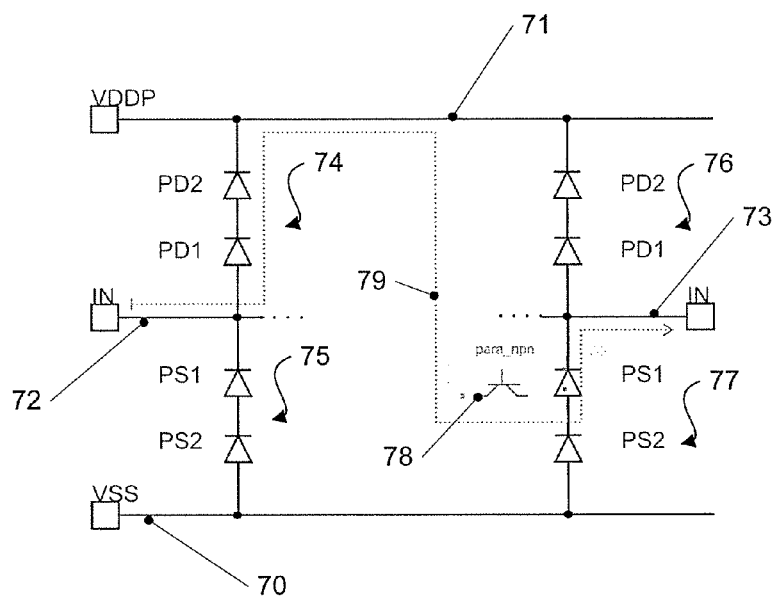 71
VDDP
PD2
74
PD2
76
PD1
PD1
73
79
IN
IN
para_npn
75
PS1
PS1
77
72
PS2
PS2
78
VSS
70